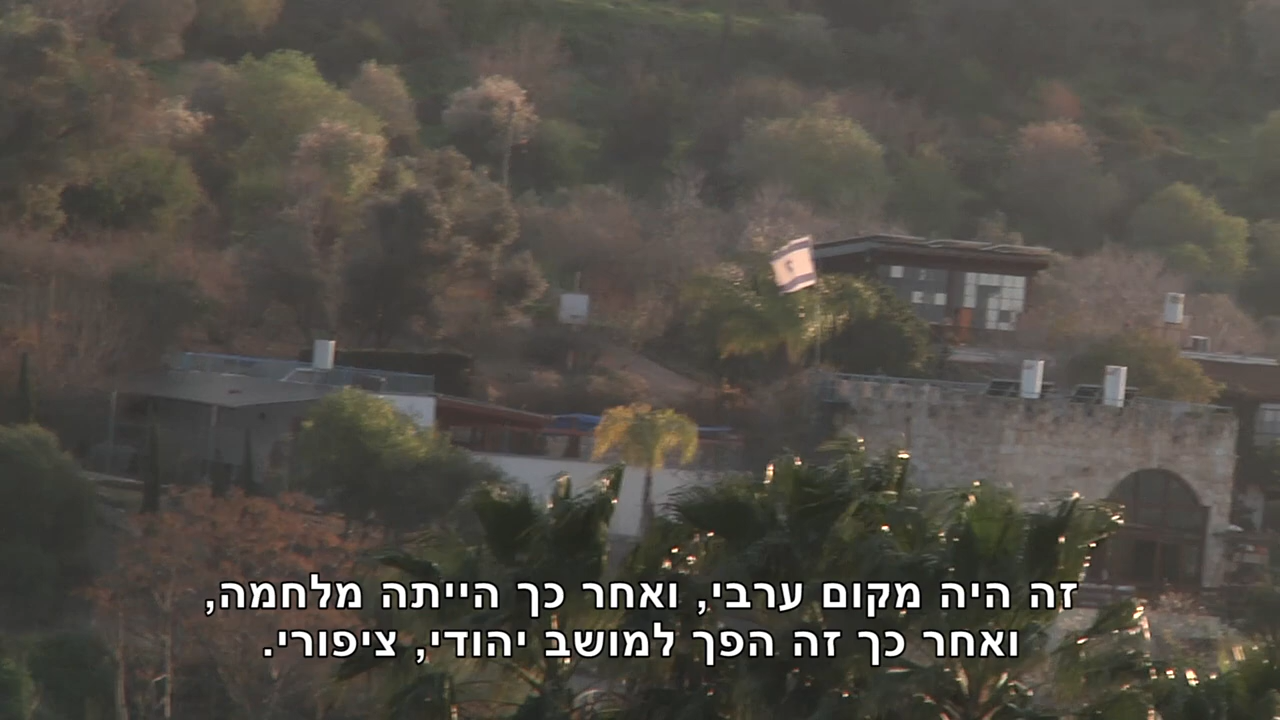 זה היה מקום ערבי, ואחר כך הייתה מלחמה,
ואחר כך זה הפך למושב יהודי, ציפורי.